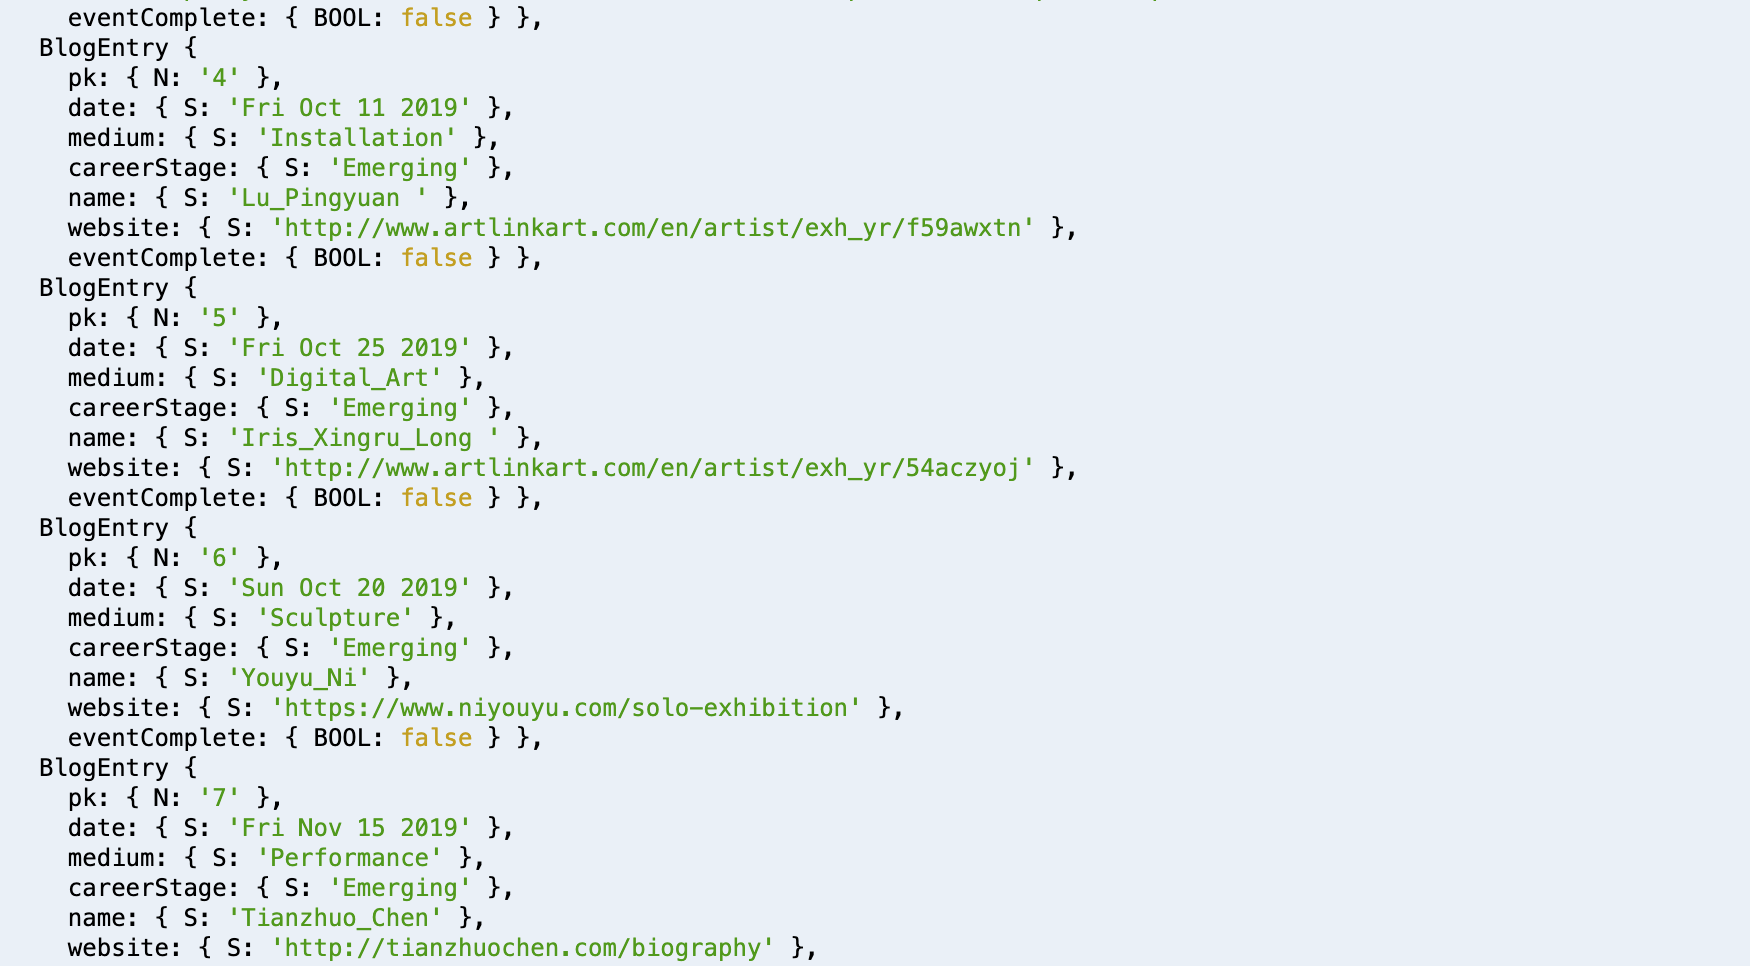 eventComplete: { BOOL: false } },
BlogEntry {
pk: { N: '4' },
date: { S: 'Fri Oct 11 2019' },
medium: { S: 'Installation' },
careerStage: { S: 'Emerging' },
name: { S: 'Lu_Pingyuan ' },
website: { S: 'http://www.artlinkart.com/en/artist/exh_yr/f59awxtn' },
eventComplete: { BOOL: false } },
BlogEntry {
pk: { N: '5' },
date: { S: 'Fri Oct 25 2019' },
medium: { S: 'Digital_Art' },
careerStage: { S: 'Emerging' },
name: { S: 'Iris_Xingru_Long ' },
website: { S: 'http://www.artlinkart.com/en/artist/exh_yr/54aczyoj' },
eventComplete: { BOOL: false } },
BlogEntry {
pk: { N: '6' },
date: { S: 'Sun Oct 20 2019' },
medium: { S: 'Sculpture' },
careerStage: { S: 'Emerging' },
name: { S: 'Youyu_Ni' },
website: { S: 'https://www.niyouyu.com/solo-exhibition' },
eventComplete: { BOOL: false } },
BlogEntry {
pk: { N: '7' },
date: { S: 'Fri Nov 15 2019' },
medium: { S: 'Performance' },
careerStage: { S: 'Emerging' },
name: { S: 'Tianzhuo_Chen' },
website: { S: 'http://tianzhuochen.com/biography' },